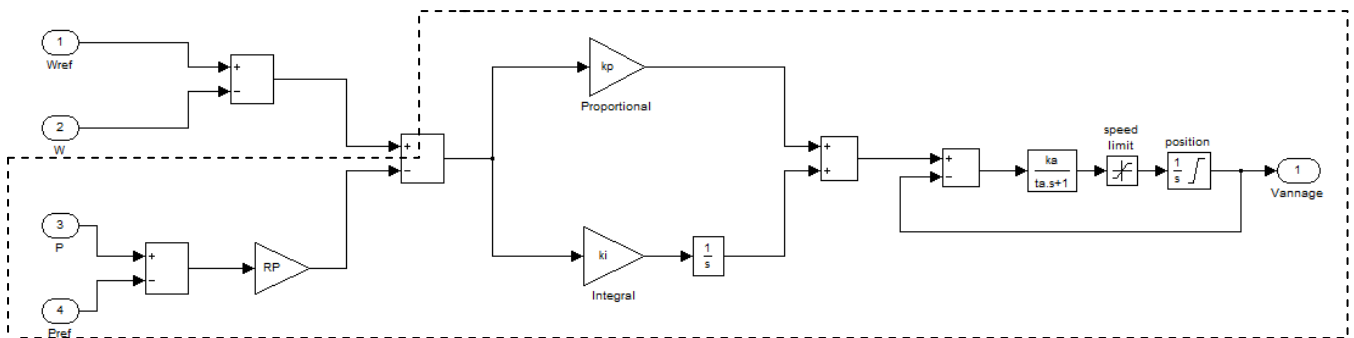 1
Wref
+
−
2
W
+
−
3
P
+
−
RP
4
Pref
kp
Proportional
ki
Integral
1
s
+
+
+
−
ka
ta.s+1
speed
limit
position
1
s
1
Vannage